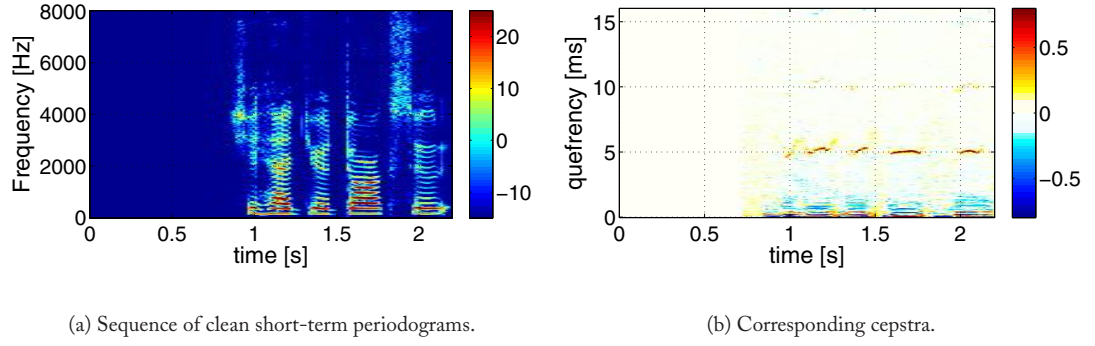 8000
6000
4000
2000
0
Frequency [Hz]
0 0.5 1 1.5 2
time [s]
20
10
0
−10
15
10
5
0
quefrency [ms]
0 0.5 1 1.5 2
time [s]
0.5
0
−0.5
(a) Sequence of clean short-term periodograms.
(b) Corresponding cepstra.